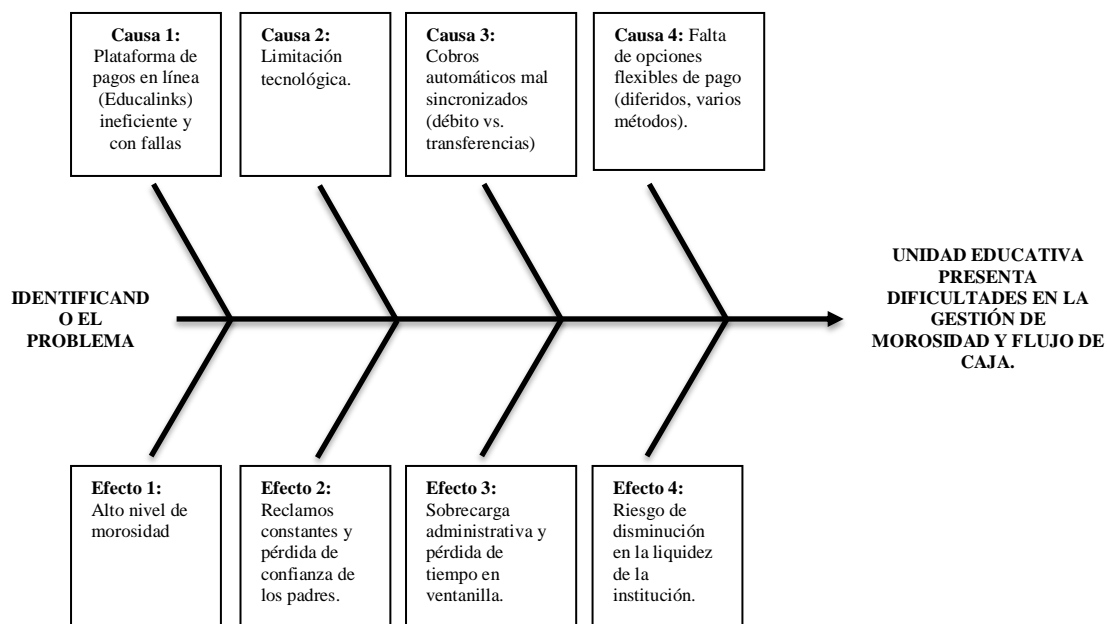 Causa 1:
Plataforma de
pagos en línea
(Educalinks)
ineficiente y
con fallas
Causa 2:
Limitación
tecnológica.
Causa 3:
Cobros
automáticos mal
sincronizados
(débito vs.
transferencias)
Causa 4: Falta
de opciones
flexibles de pago
(diferidos, varios
métodos).
IDENTIFICAND
O EL
PROBLEMA
UNIDAD EDUCATIVA
PRESENTA
DIFICULTADES EN LA
GESTIÓN DE
MOROSIDAD Y FLUJO DE
CAJA.
Efecto 1:
Alto nivel de
morosidad
Efecto 2:
Reclamos
constantes y
pérdida de
confianza de
los padres.
Efecto 3:
Sobrecarga
administrativa y
pérdida de
tiempo en
ventanilla.
Efecto 4:
Riesgo de
disminución
en la liquidez
de la
institución.